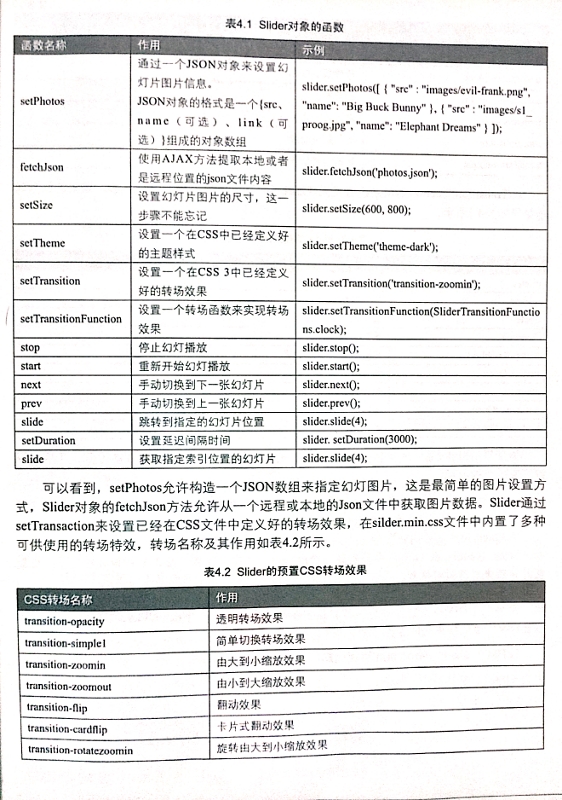 表4.1 Slider对象的函数
函数名称 作用 示例
setPhotos
通过一个JSON对象来设置幻
灯片图片信息。
JSON对象的格式是一个{src、
name（可选）、link（可
选）}组成的对象数组
slider.setPhotos([ { "src" : "images/evil-frank.png",
"name": "Big Buck Bunny" }, { "src" : "images/s1_
proog.jpg", "name": "Elephant Dreams" } ]);
fetchJson
使用AJAX方法提取本地或者
是远程位置的json文件内容
slider.fetchJson('photos.json');
setSize
设置幻灯片图片的尺寸，这一
步骤不能忘记
slider.setSize(600, 800);
setTheme
设置一个在CSS中已经定义好
的主题样式
slider.setTheme('theme-dark');
setTransition
设置一个在CSS 3中已经定义
好的转场效果
slider.setTransition('transition-zoomin');
setTransitionFunction
设置一个转场函数来实现转场
效果
slider.setTransitionFunction(SliderTransitionFunctio
ns.clock);
stop 停止幻灯播放 slider.stop();
start 重新开始幻灯播放 slider.start();
next 手动切换到下一张幻灯片 slider.next();
prev 手动切换到上一张幻灯片 slider.prev();
slide 跳转到指定的幻灯片位置 slider.slide(4);
setDuration 设置延迟间隔时间 slider. setDuration(3000);
slide 获取指定索引位置的幻灯片 slider.slide(4);
可以看到，setPhotos允许构造一个JSON数组来指定幻灯图片，这是最简单的图片设置方
式，Slider对象的fetchJson方法允许从一个远程或本地的Json文件中获取图片数据。Slider通过
setTransaction来设置已经在CSS文件中定义好的转场效果，在silder.min.css文件中内置了多种
可供使用的转场特效，转场名称及其作用如表4.2所示。
表4.2 Slider的预置CSS转场效果
CSS转场名称 作用
transition-opacity 透明转场效果
transition-simple1 简单切换转场效果
transition-zoomin 由大到小缩放效果
transition-zoomout 由小到大缩放效果
transition-flip 翻动效果
transition-cardflip 卡片式翻动效果
transition-rotatezoomin 旋转由大到小缩放效果